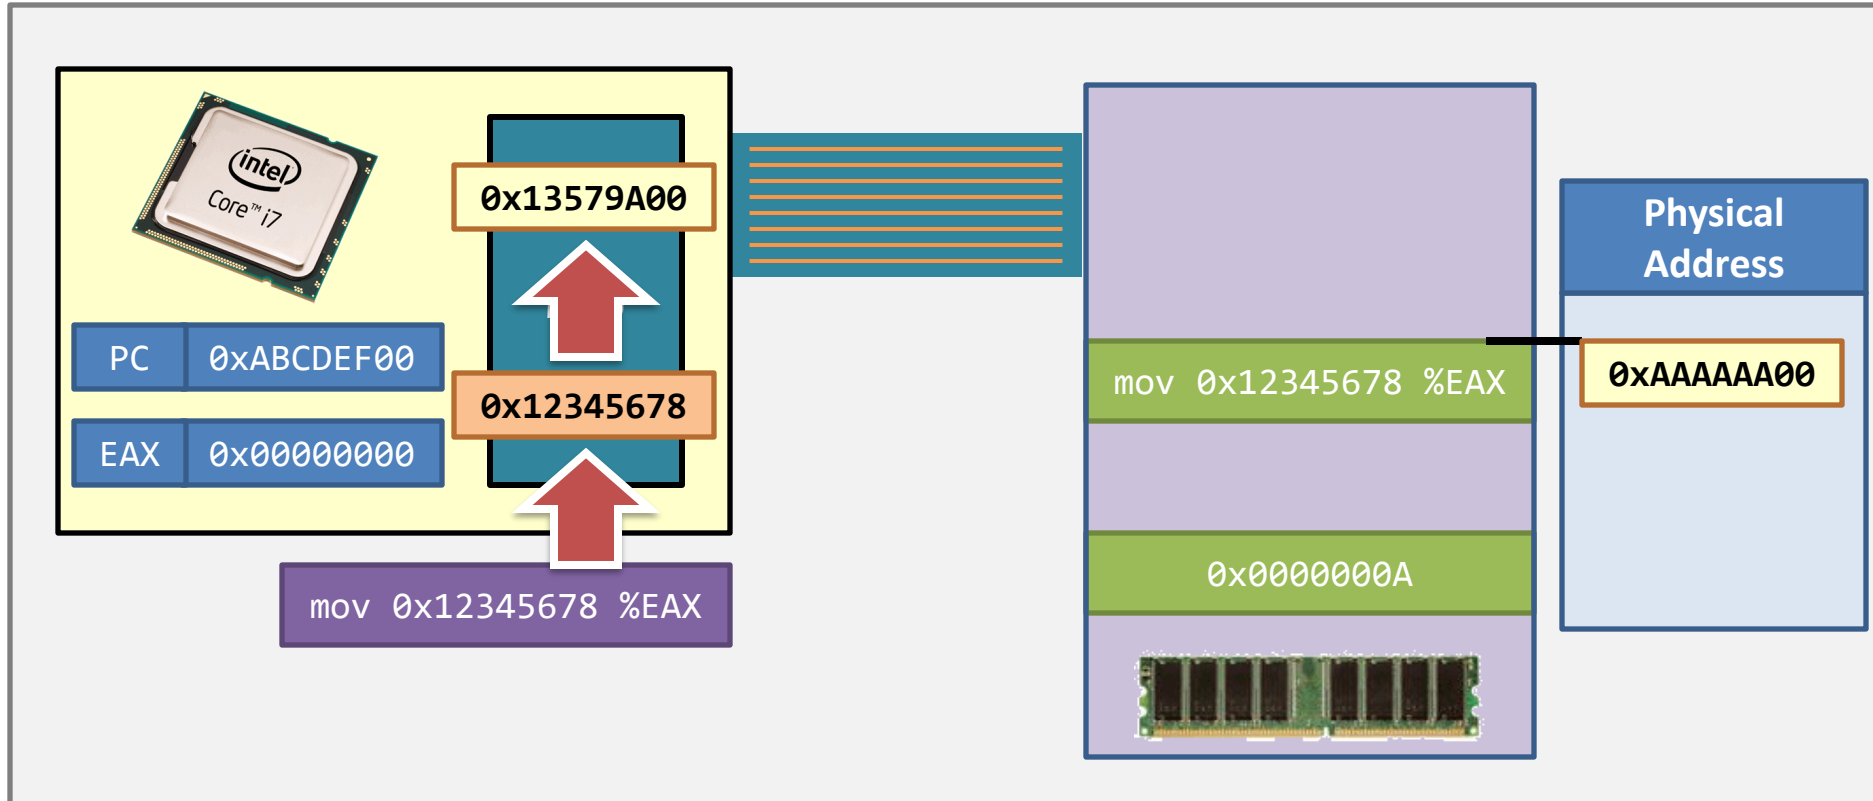 intel
Core™ i7
0x13579A00
PC 0xABCDEF00
0x12345678
EAX 0x00000000
mov 0x12345678 %EAX
mov 0x12345678 %EAX
0x0000000A
Physical
Address
0xAAAAAA00